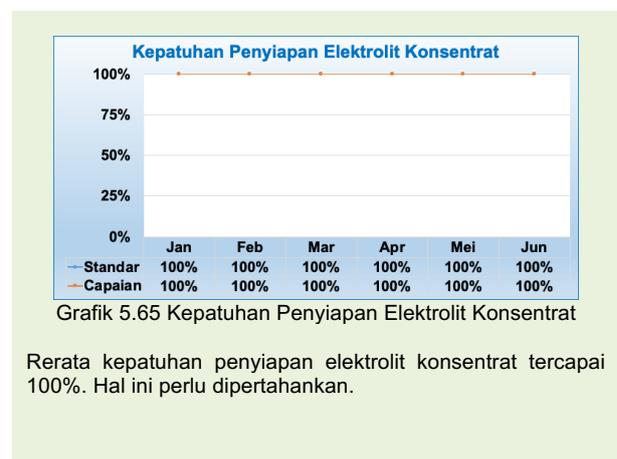 Kepatuhan Penyiapan Elektrolit Konsentrat
100%
75%
50%
25%
0%
Jan Feb Mar Apr Mei Jun
Standar 100% 100% 100% 100% 100% 100%
Capaian 100% 100% 100% 100% 100% 100%
Grafik 5.65 Kepatuhan Penyiapan Elektrolit Konsentrat
Rerata kepatuhan penyiapan elektrolit konsentrat tercapai
100%. Hal ini perlu dipertahankan.